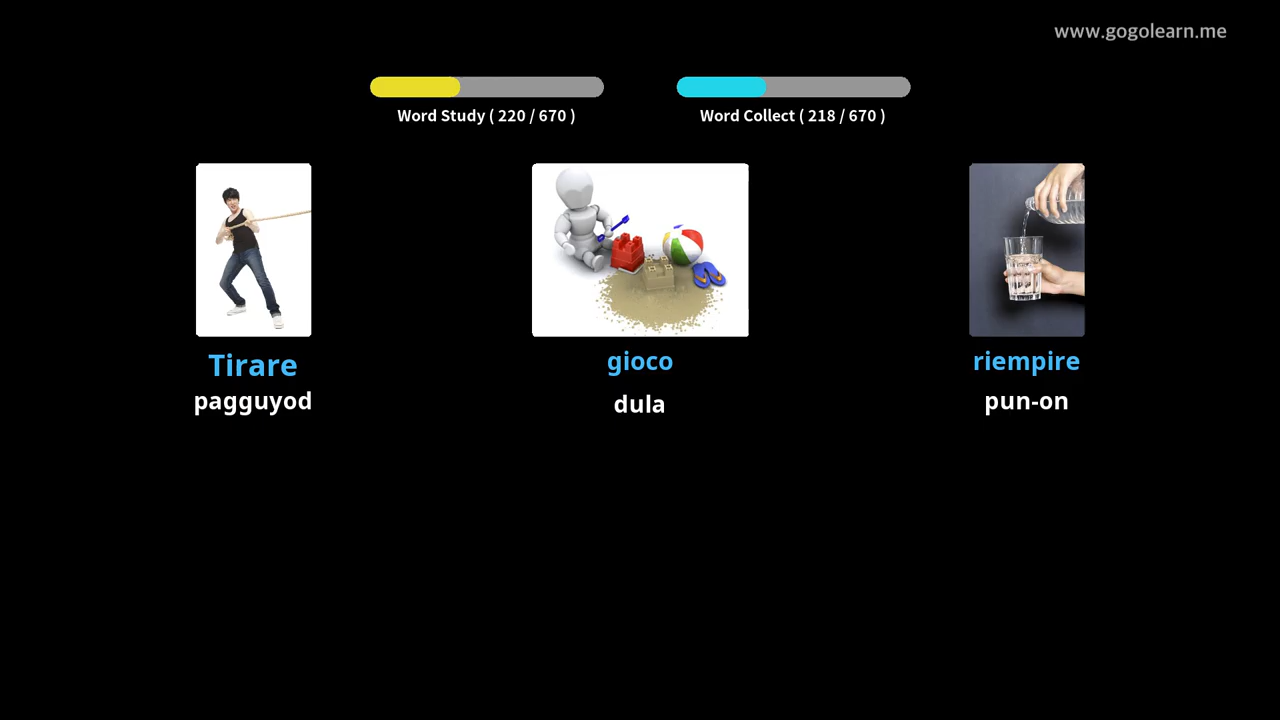 www.gogolearn.me
Word Study ( 220 / 670 )
Word Collect ( 218 / 670 )
Tirare
pagguyod
gioco
dula
riempire
pun-on